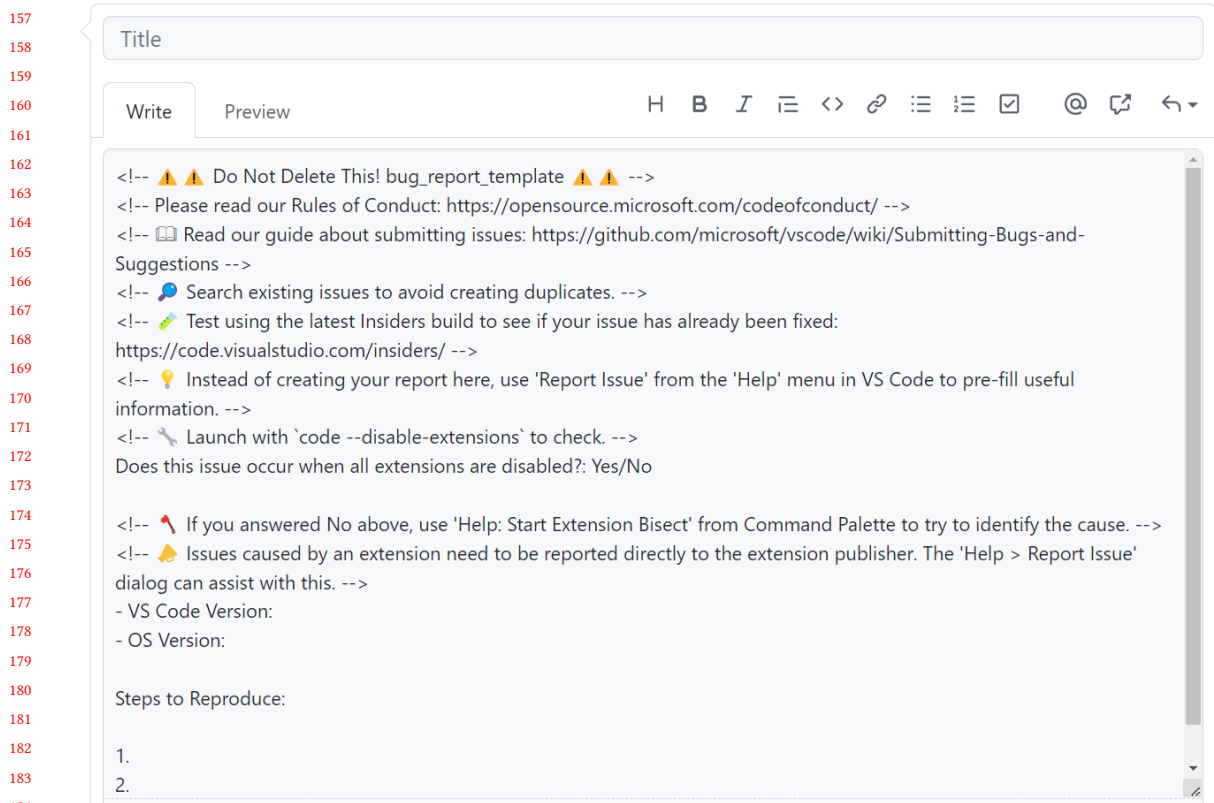 157
158
159
160
161
162
163
164
165
166
167
168
169
170
171
172
173
174
175
176
177
178
179
180
181
182
183
Title
Write Preview
<!-- ⚠️ ⚠️ Do Not Delete This! bug_report_template ⚠️ ⚠️ -->
<!-- Please read our Rules of Conduct: https://opensource.microsoft.com/codeofconduct/ -->
<!-- 📖 Read our guide about submitting issues: https://github.com/microsoft/vscode/wiki/Submitting-Bugs-and-
Suggestions -->
<!-- 🔎 Search existing issues to avoid creating duplicates. -->
<!-- 🧪 Test using the latest Insiders build to see if your issue has already been fixed:
https://code.visualstudio.com/insiders/ -->
<!-- 💡 Instead of creating your report here, use 'Report Issue' from the 'Help' menu in VS Code to pre-fill useful
information. -->
<!-- 🔧 Launch with `code --disable-extensions` to check. -->
Does this issue occur when all extensions are disabled?: Yes/No
<!-- 🪓 If you answered No above, use 'Help: Start Extension Bisect' from Command Palette to try to identify the cause. -->
<!-- 📣 Issues caused by an extension need to be reported directly to the extension publisher. The 'Help > Report Issue'
dialog can assist with this. -->
- VS Code Version:
- OS Version:
Steps to Reproduce:
1.
2.